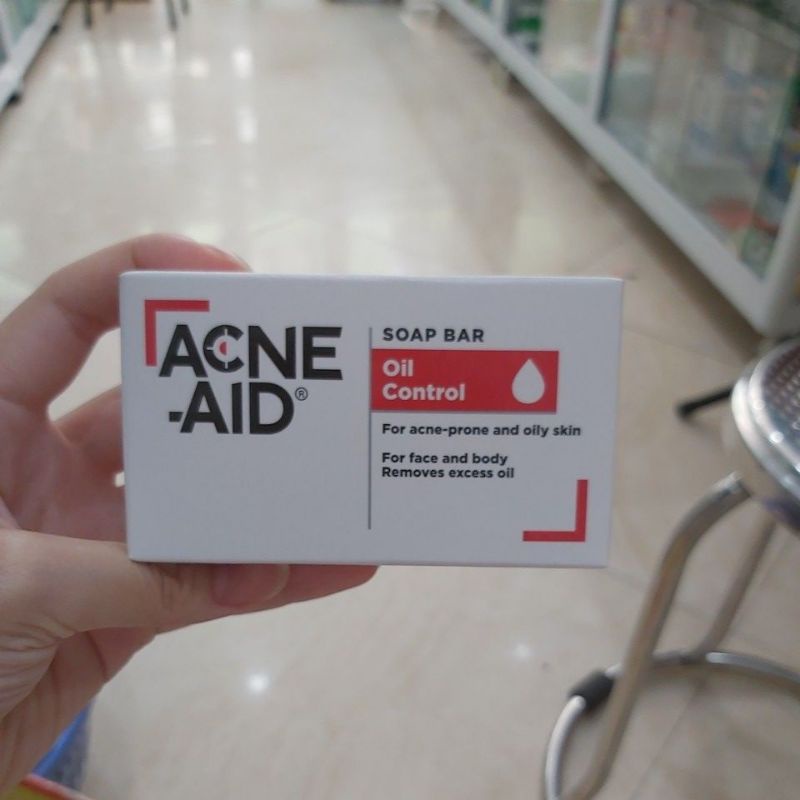 ACNE
-AID®
SOAP BAR
Oil
Control
For acne-prone and oily skin
For face and body
Removes excess oil